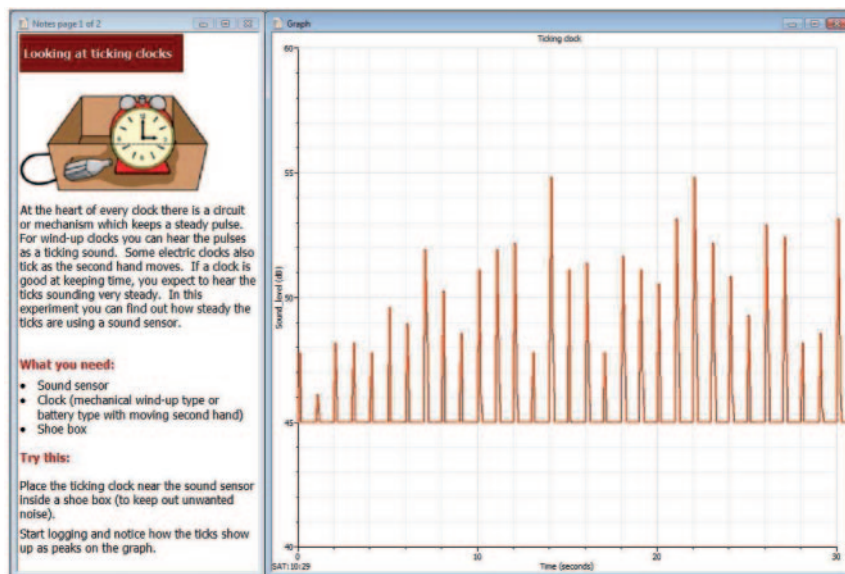 Notes page 1 of 2
Looking at ticking clocks
At the heart of every clock there is a circuit
or mechanism which keeps a steady pulse.
For wind-up clocks you can hear the pulses
as a ticking sound. Some electric clocks also
tick as the second hand moves. If a clock is
good at keeping time, you expect to hear the
ticks sounding very steady. In this
experiment you can find out how steady the
ticks are using a sound sensor.
What you need:
• Sound sensor
• Clock (mechanical wind-up type or
battery type with moving second hand)
• Shoe box
Try this:
Place the ticking clock near the sound sensor
inside a shoe box (to keep out unwanted
noise).
Start logging and notice how the ticks show
up as peaks on the graph.
Graph
Ticking clock
60
55
50
45
40
Sound level (dB)
0
10
20
30
Time (seconds)
SAT:18:29